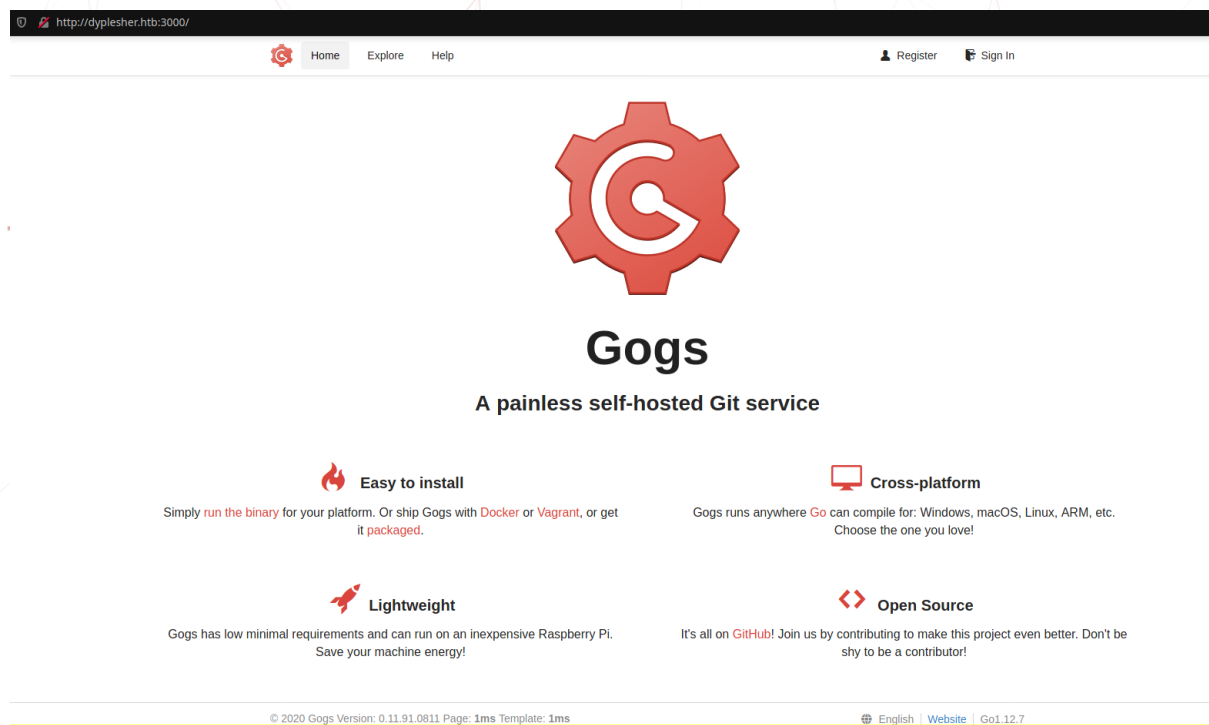 http://dyplesher.htb:3000/
Home Explore Help Register Sign In
Gogs
A painless self-hosted Git service
Easy to install
Simply run the binary for your platform. Or ship Gogs with Docker or Vagrant, or get
it packaged.
Cross-platform
Gogs runs anywhere Go can compile for: Windows, macOS, Linux, ARM, etc.
Choose the one you love!
Lightweight
Gogs has low minimal requirements and can run on an inexpensive Raspberry Pi.
Save your machine energy!
Open Source
It's all on GitHub! Join us by contributing to make this project even better. Don't be
shy to be a contributor!
© 2020 Gogs Version: 0.11.91.0811 Page: 1ms Template: 1ms English Website Go1.12.7